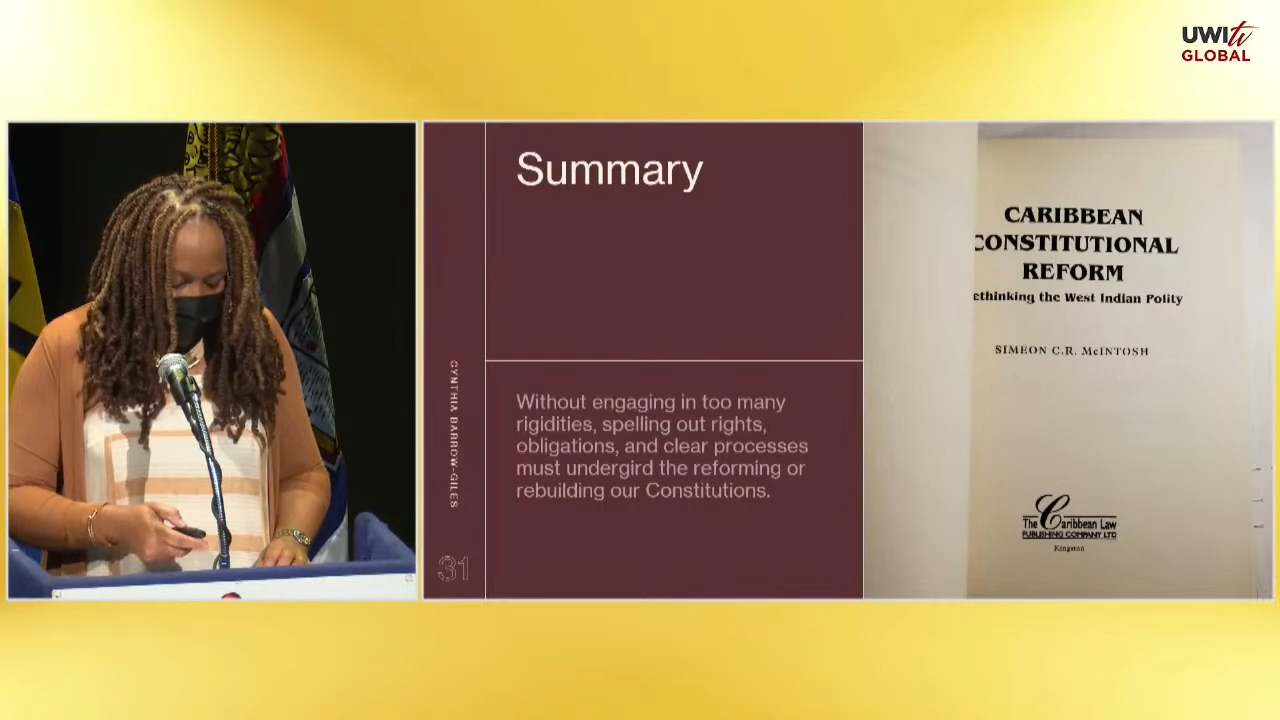 UWItv
GLOBAL
Summary
CYNTHIA BARROW-GILES
Without engaging in too many
rigidities, spelling out rights,
obligations, and clear processes
must undergird the reforming or
rebuilding our Constitutions.
31
CARIBBEAN
CONSTITUTIONAL
REFORM
ethinking the West Indian Polity
SIMEON C.R. McINTOSH
The Caribbean Law
PUBLISHING COMPANY LTD
Kingston